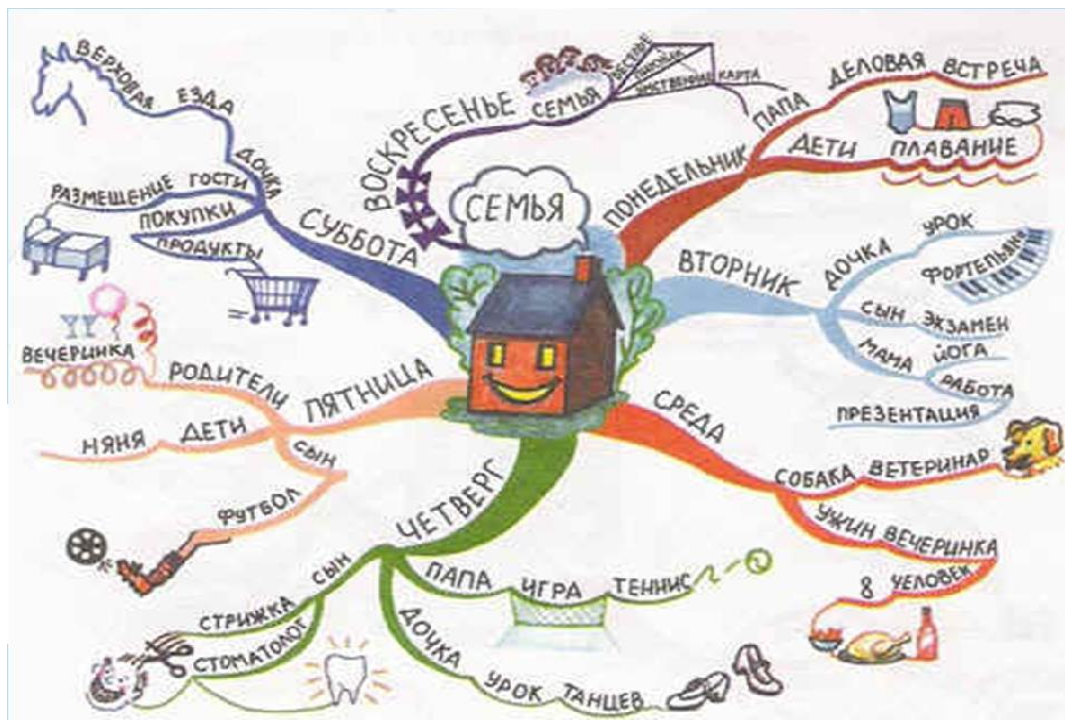 СЕМЬЯ
ПОНЕДЕЛЬНИК
ПАПА
ДЕЛОВАЯ ВСТРЕЧА
ДЕТИ ПЛАВАНИЕ
ВТОРНИК
ДОЧКА
УРОК
ФОРТЕПЬЯНО
СЫН ЭКЗАМЕН
МАМА ЙОГА
РАБОТА
ПРЕЗЕНТАЦИЯ
СРЕДА
СОБАКА ВЕТЕРИНАР
УЖИН ВЕЧЕРИНКА
8 ЧЕЛОВЕК
ЧЕТВЕРГ
ПАПА ИГРА ТЕННИС
ДОЧКА УРОК ТАНЦЕВ
СЫН
СТРИЖКА
СТОМАТОЛОГ
ПЯТНИЦА
РОДИТЕЛИ
ВЕЧЕРИНКА
НЯНЯ ДЕТИ
СЫН
ФУТБОЛ
СУББОТА
ДОЧКА
ВЕРХОВАЯ ЕЗДА
РАЗМЕЩЕНИЕ ГОСТИ
ПОКУПКИ
ПРОДУКТЫ
ВОСКРЕСЕНЬЕ
СЕМЬЯ
ПИКНИК
КАРТА